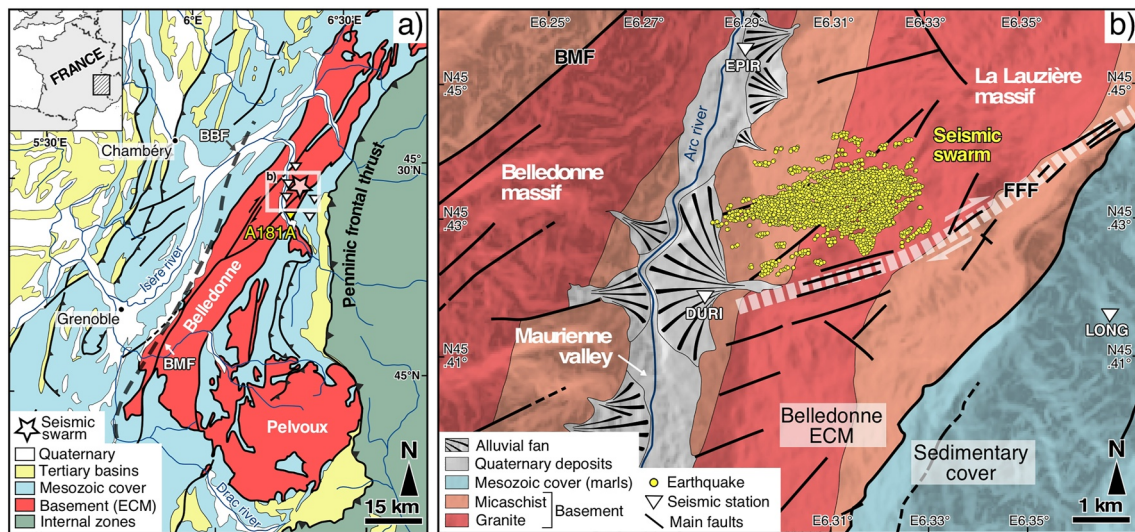 a)
FRANCE
6°E
6°30'E
5°30'E
BBF
Chambéry
45°
30'N
b)
A181A
Isère river
Belledonne
Penninic frontal thrust
Grenoble
BMF
45°N
Pelvoux
Drac river
Seismic
swarm
Quaternary
Tertiary basins
Mesozoic cover
Basement (ECM)
Internal zones
N
15 km
b)
E6.25°
E6.27°
E6.29°
E6.31°
E6.33°
E6.35°
N45
.45°
N45
.45°
BMF
EPIR
La Lauzière
massif
Arc river
Seismic
swarm
Belledonne
massif
FFF
N45
.43°
N45
.43°
DURI
LONG
Maurienne
valley
N45
.41°
N45
.41°
Belledonne
ECM
Sedimentary
cover
Alluvial fan
Quaternary deposits
Mesozoic cover (marls)
Micaschist
Granite
Basement
Earthquake
Seismic station
Main faults
N
1 km
E6.31°
E6.33°
E6.35°